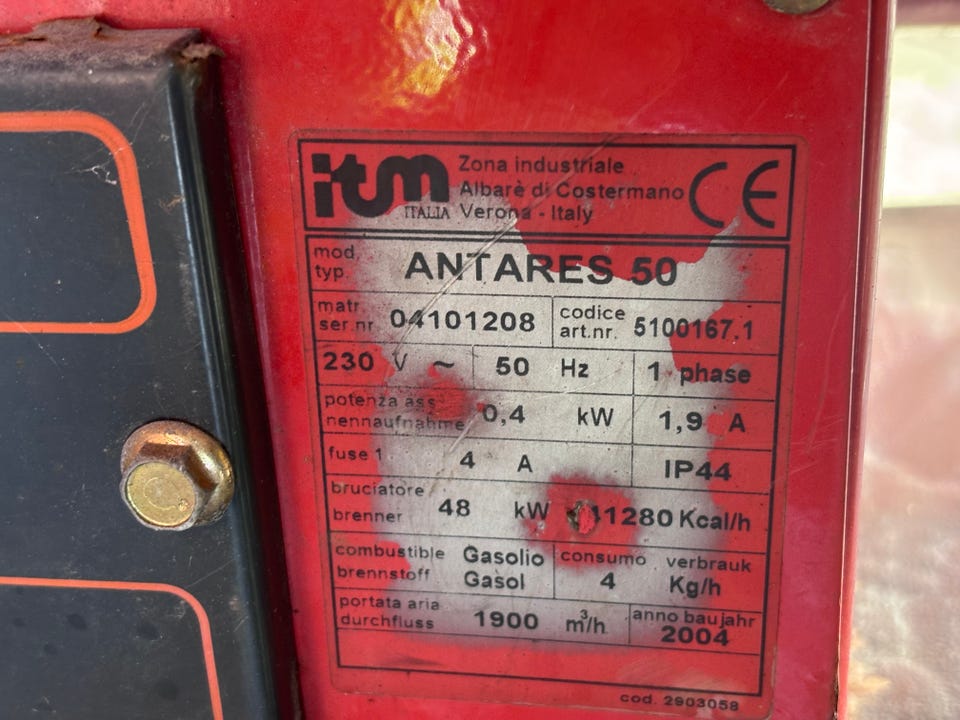 itm
ITALIA
Zona industriale
Albarè di Costermano
Verona - Italy
CE
mod.
typ.
ANTARES 50
matr.
ser.nr.
04101208
codice
art.nr.
5100167.1
230 V ~
50 Hz
1 phase
potenza ass
nennaufnahme
0,4 kW
1,9 A
fuse 1
4 A
IP44
bruciatore
brenner
48 kW
Kcal/h
combustible
brennstoff
Gasolio
Gasöl
consumo verbrauk
4 Kg/h
portata aria
durchfluss
1900 m³/h
anno baujahr
2004
cod. 2903058